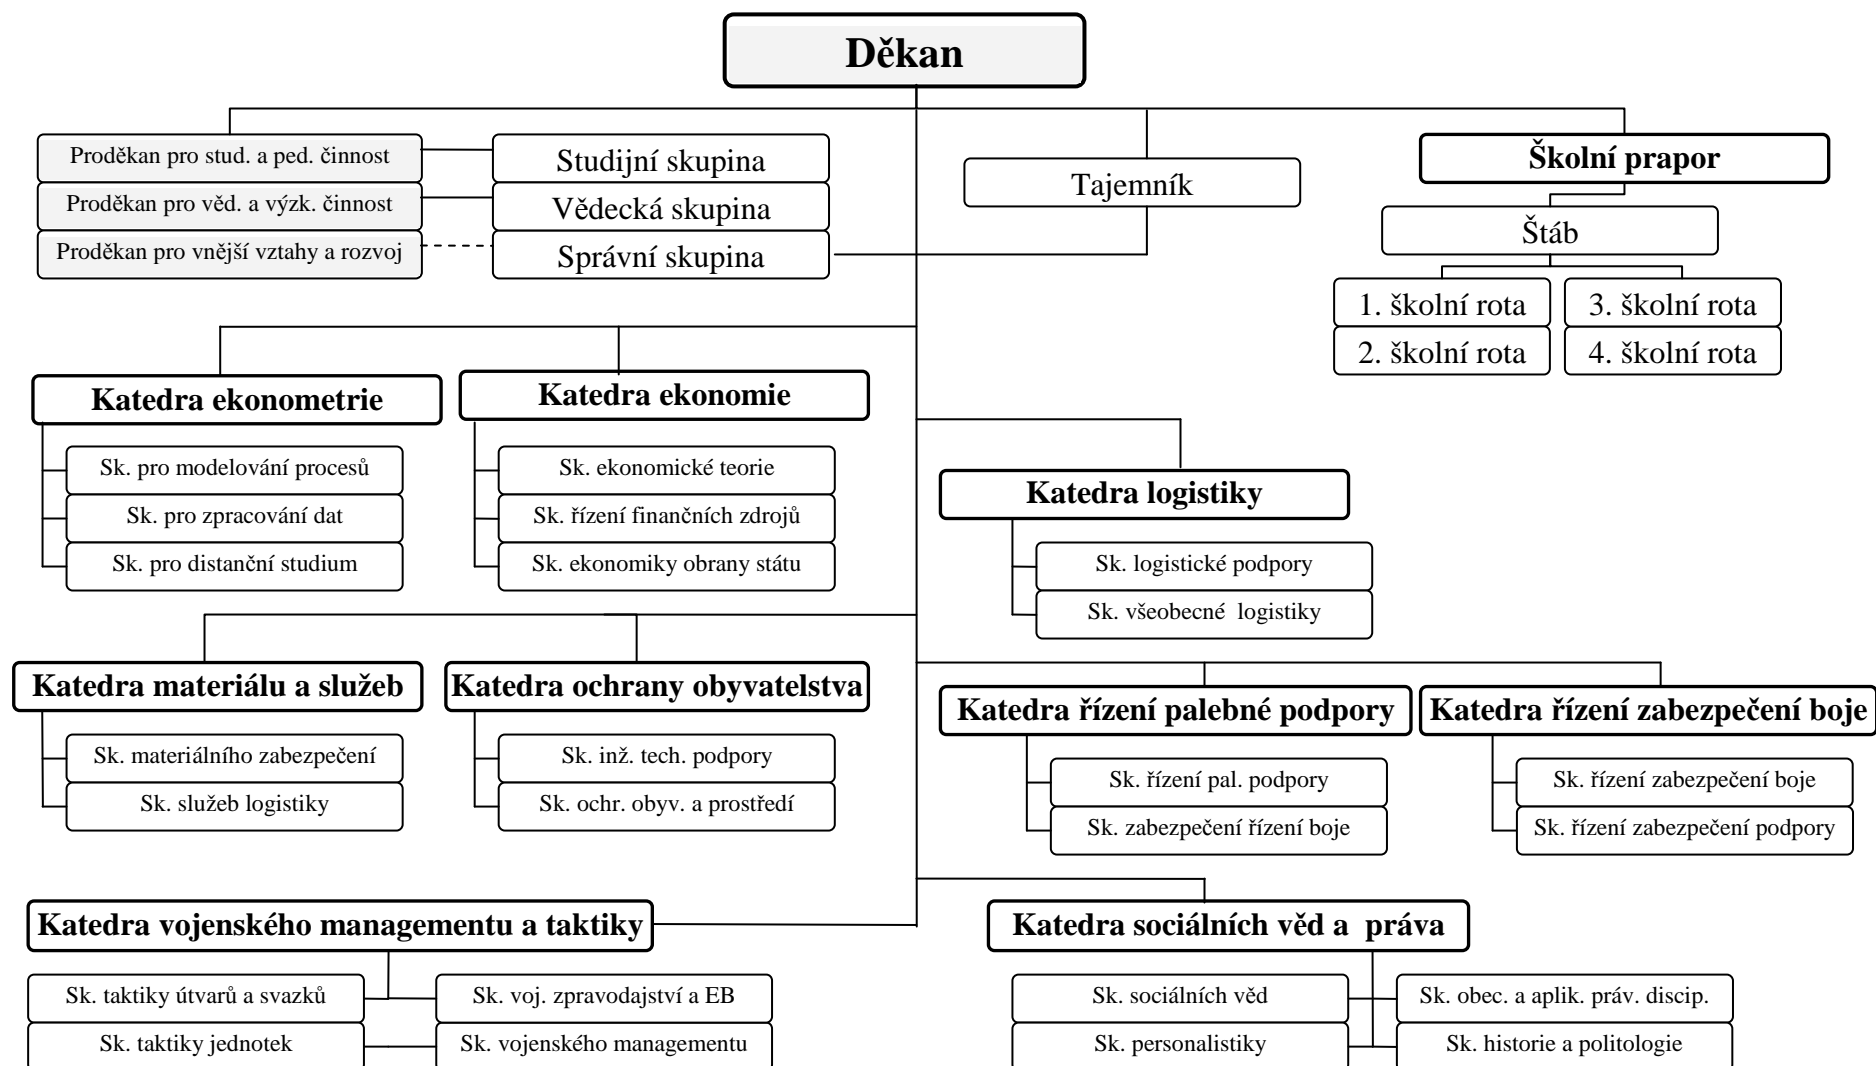 Děkan
Proděkan pro stud. a ped. činnost
Studijní skupina
Proděkan pro věd. a výzk. činnost
Vědecká skupina
Proděkan pro vnější vztahy a rozvoj
Správní skupina
Tajemník
Školní prapor
Štáb
1. školní rota
3. školní rota
2. školní rota
4. školní rota
Katedra ekonometrie
Sk. pro modelování procesů
Sk. pro zpracování dat
Sk. pro distanční studium
Katedra ekonomie
Sk. ekonomické teorie
Sk. řízení finančních zdrojů
Sk. ekonomiky obrany státu
Katedra logistiky
Sk. logistické podpory
Sk. všeobecné  logistiky
Katedra materiálu a služeb
Sk. materiálního zabezpečení
Sk. služeb logistiky
Katedra ochrany obyvatelstva
Sk. inž. tech. podpory
Sk. ochr. obyv. a prostředí
Katedra řízení palebné podpory
Sk. řízení pal. podpory
Sk. zabezpečení řízení boje
Katedra řízení zabezpečení boje
Sk. řízení zabezpečení boje
Sk. řízení zabezpečení podpory
Katedra vojenského managementu a taktiky
Sk. taktiky útvarů a svazků
Sk. voj. zpravodajství a EB
Sk. taktiky jednotek
Sk. vojenského managementu
Katedra sociálních věd a  práva
Sk. sociálních věd
Sk. obec. a aplik. práv. discip.
Sk. personalistiky
Sk. historie a politologie